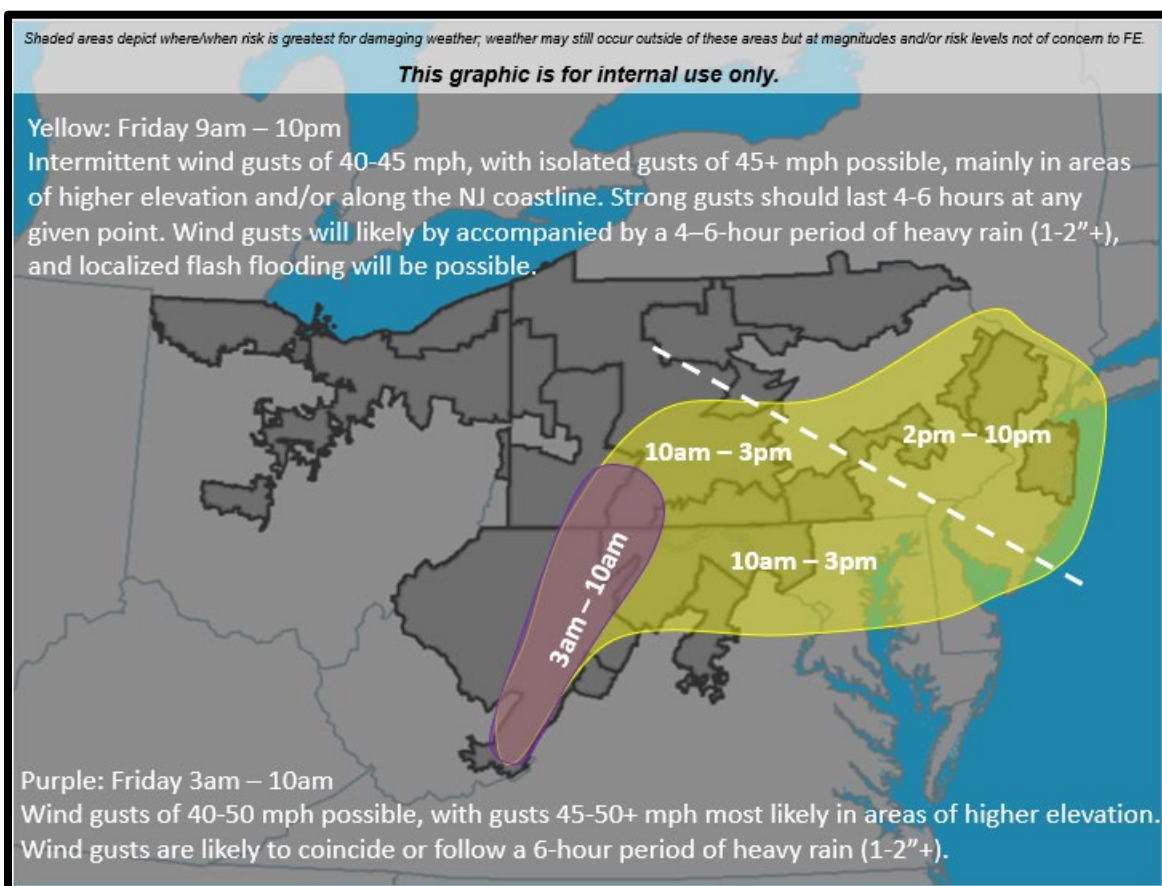 Shaded areas depict where/when risk is greatest for damaging weather; weather may still occur outside of these areas but at magnitudes and/or risk levels not of concern to FE.
This graphic is for internal use only.
Yellow: Friday 9am – 10pm
Intermittent wind gusts of 40-45 mph, with isolated gusts of 45+ mph possible, mainly in areas
of higher elevation and/or along the NJ coastline. Strong gusts should last 4-6 hours at any
given point. Wind gusts will likely by accompanied by a 4–6-hour period of heavy rain (1-2”+),
and localized flash flooding will be possible.
2pm – 10pm
10am – 3pm
10am – 3pm
3am – 10am
Purple: Friday 3am – 10am
Wind gusts of 40-50 mph possible, with gusts 45-50+ mph most likely in areas of higher elevation.
Wind gusts are likely to coincide or follow a 6-hour period of heavy rain (1-2”+).